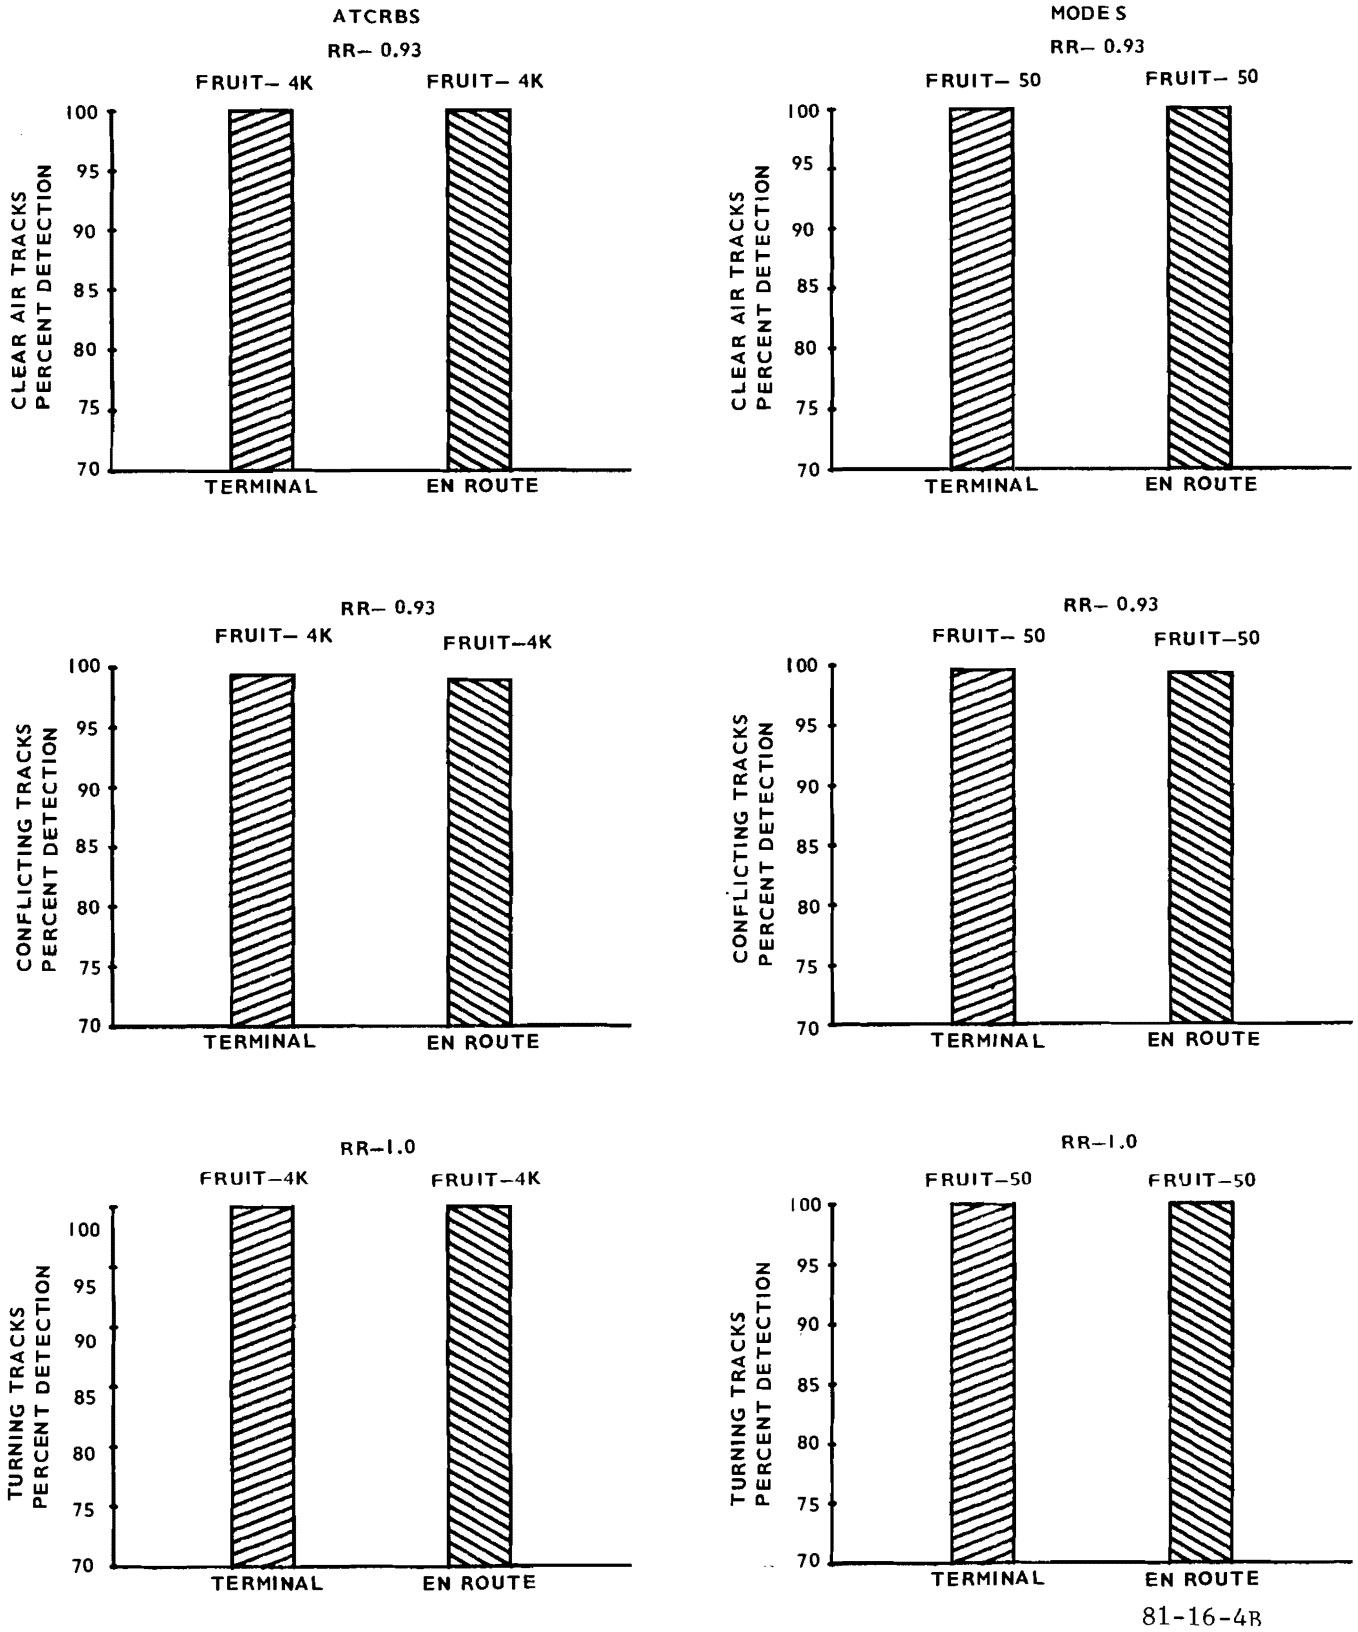 ATCRBS
RR– 0.93
FRUIT– 4K FRUIT– 4K
100
95
90
85
80
75
70
CLEAR AIR TRACKS
PERCENT DETECTION
TERMINAL EN ROUTE
MODE S
RR– 0.93
FRUIT– 50 FRUIT– 50
100
95
90
85
80
75
70
CLEAR AIR TRACKS
PERCENT DETECTION
TERMINAL EN ROUTE
RR– 0.93
FRUIT– 4K FRUIT–4K
100
95
90
85
80
75
70
CONFLICTING TRACKS
PERCENT DETECTION
TERMINAL EN ROUTE
RR– 0.93
FRUIT– 50 FRUIT–50
100
95
90
85
80
75
70
CONFLICTING TRACKS
PERCENT DETECTION
TERMINAL EN ROUTE
RR–1.0
FRUIT–4K FRUIT–4K
100
95
90
85
80
75
70
TURNING TRACKS
PERCENT DETECTION
TERMINAL EN ROUTE
RR–1.0
FRUIT–50 FRUIT–50
100
95
90
85
80
75
70
TURNING TRACKS
PERCENT DETECTION
TERMINAL EN ROUTE
81-16-4B